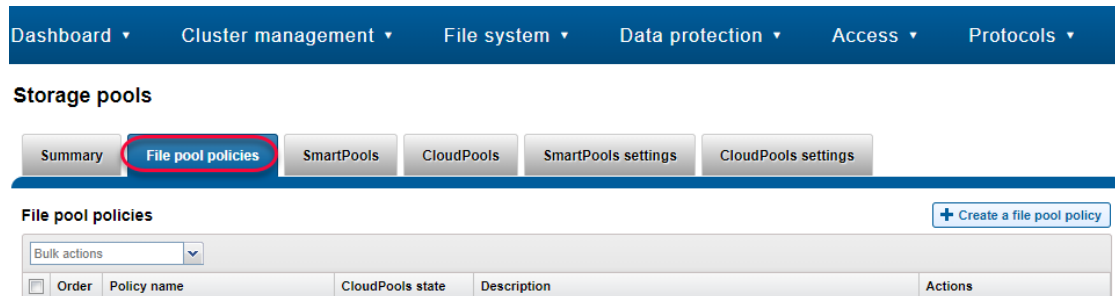 Dashboard Cluster management File system Data protection Access Protocols
Storage pools
Summary File pool policies SmartPools CloudPools SmartPools settings CloudPools settings
File pool policies + Create a file pool policy
Bulk actions
Order Policy name CloudPools state Description Actions